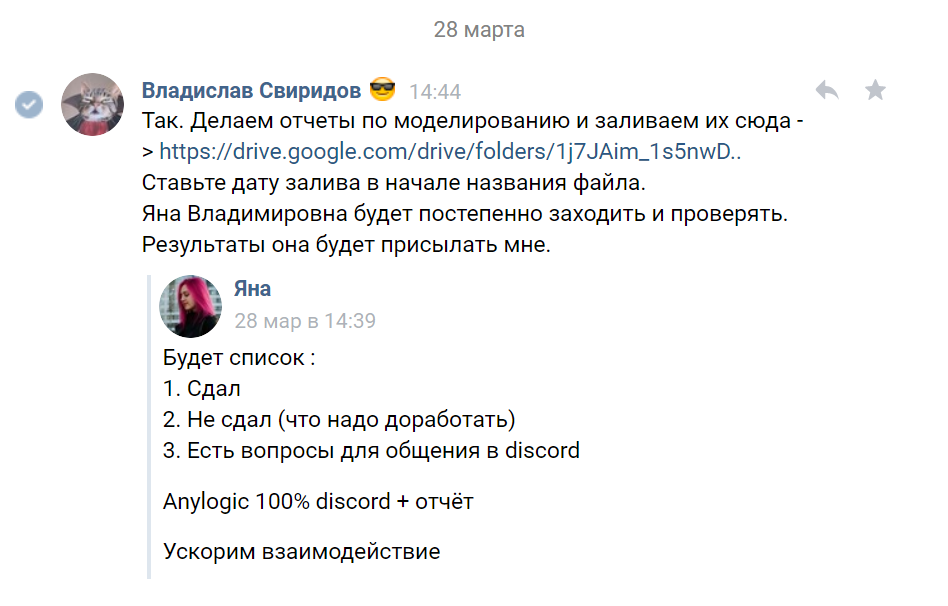 28 марта
Владислав Свиридов 😎 14:44
Так. Делаем отчеты по моделированию и заливаем их сюда -
> https://drive.google.com/drive/folders/1j7JAim_1s5nwD..
Ставьте дату залива в начале названия файла.
Яна Владимировна будет постепенно заходить и проверять.
Результаты она будет присылать мне.
Яна
28 мар в 14:39
Будет список :
1. Сдал
2. Не сдал (что надо доработать)
3. Есть вопросы для общения в discord
Anylogic 100% discord + отчёт
Ускорим взаимодействие